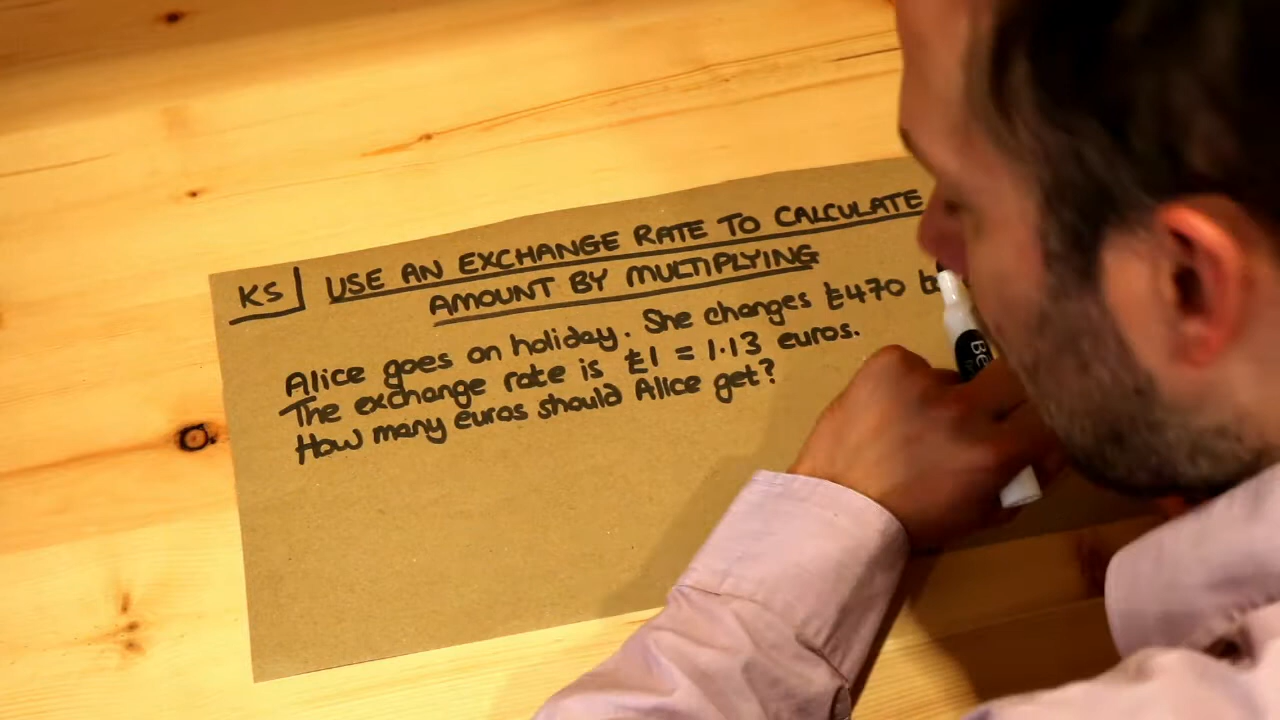 KS USE AN EXCHANGE RATE TO CALCULATE
AMOUNT BY MULTIPLYING
Alice goes on holiday. She changes £470
The exchange rate is £1 = 1.13 euros.
How many euros should Alice get?